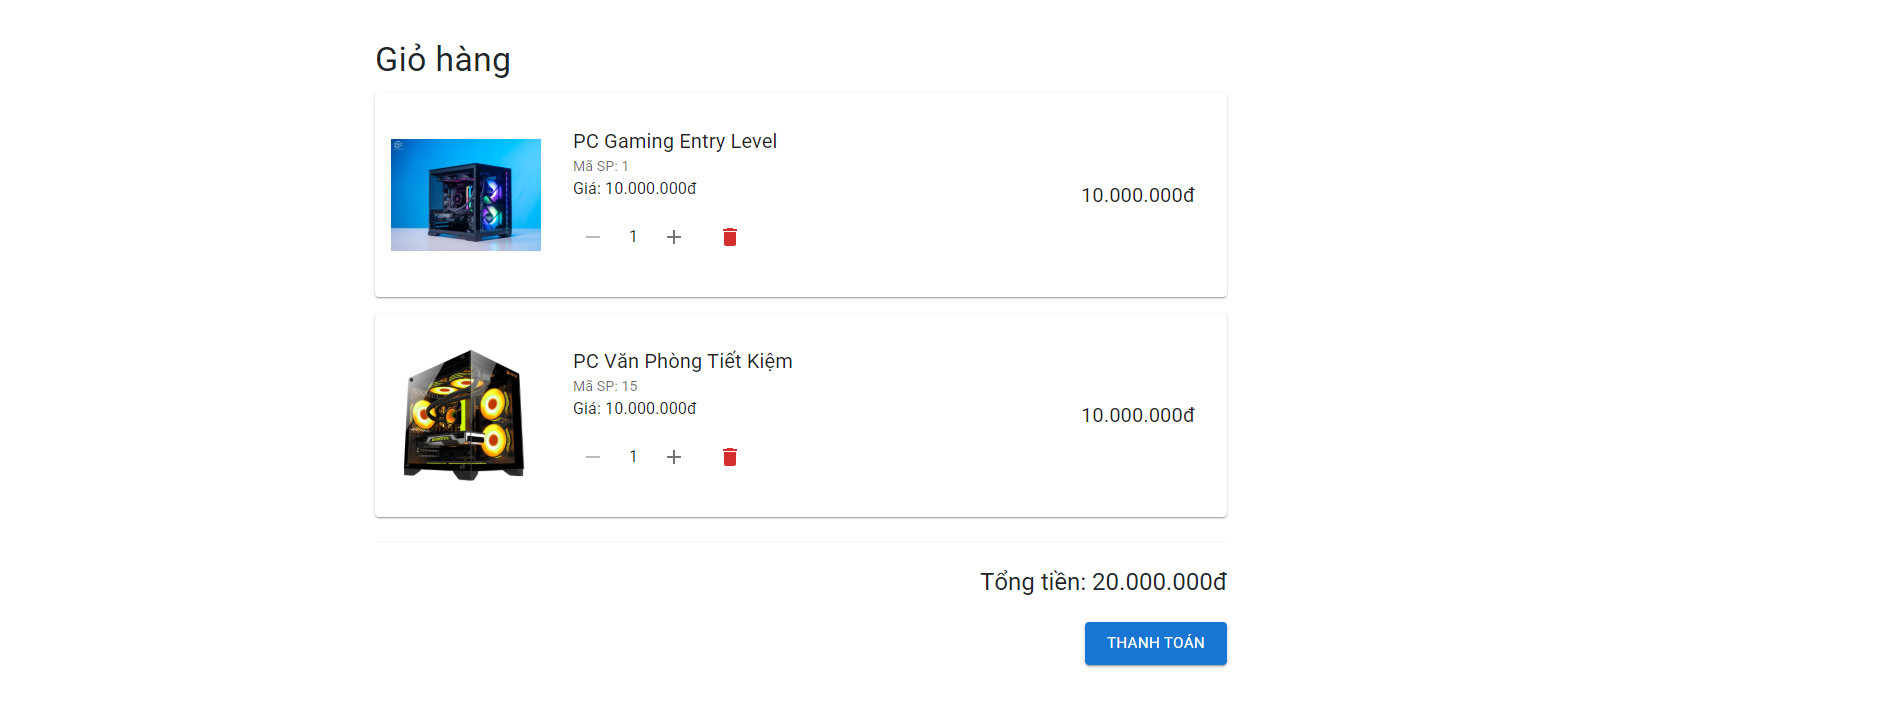 Giỏ hàng
PC Gaming Entry Level
Mã SP: 1
Giá: 10.000.000đ
10.000.000đ
1
PC Văn Phòng Tiết Kiệm
Mã SP: 15
Giá: 10.000.000đ
10.000.000đ
1
Tổng tiền: 20.000.000đ
THANH TOÁN